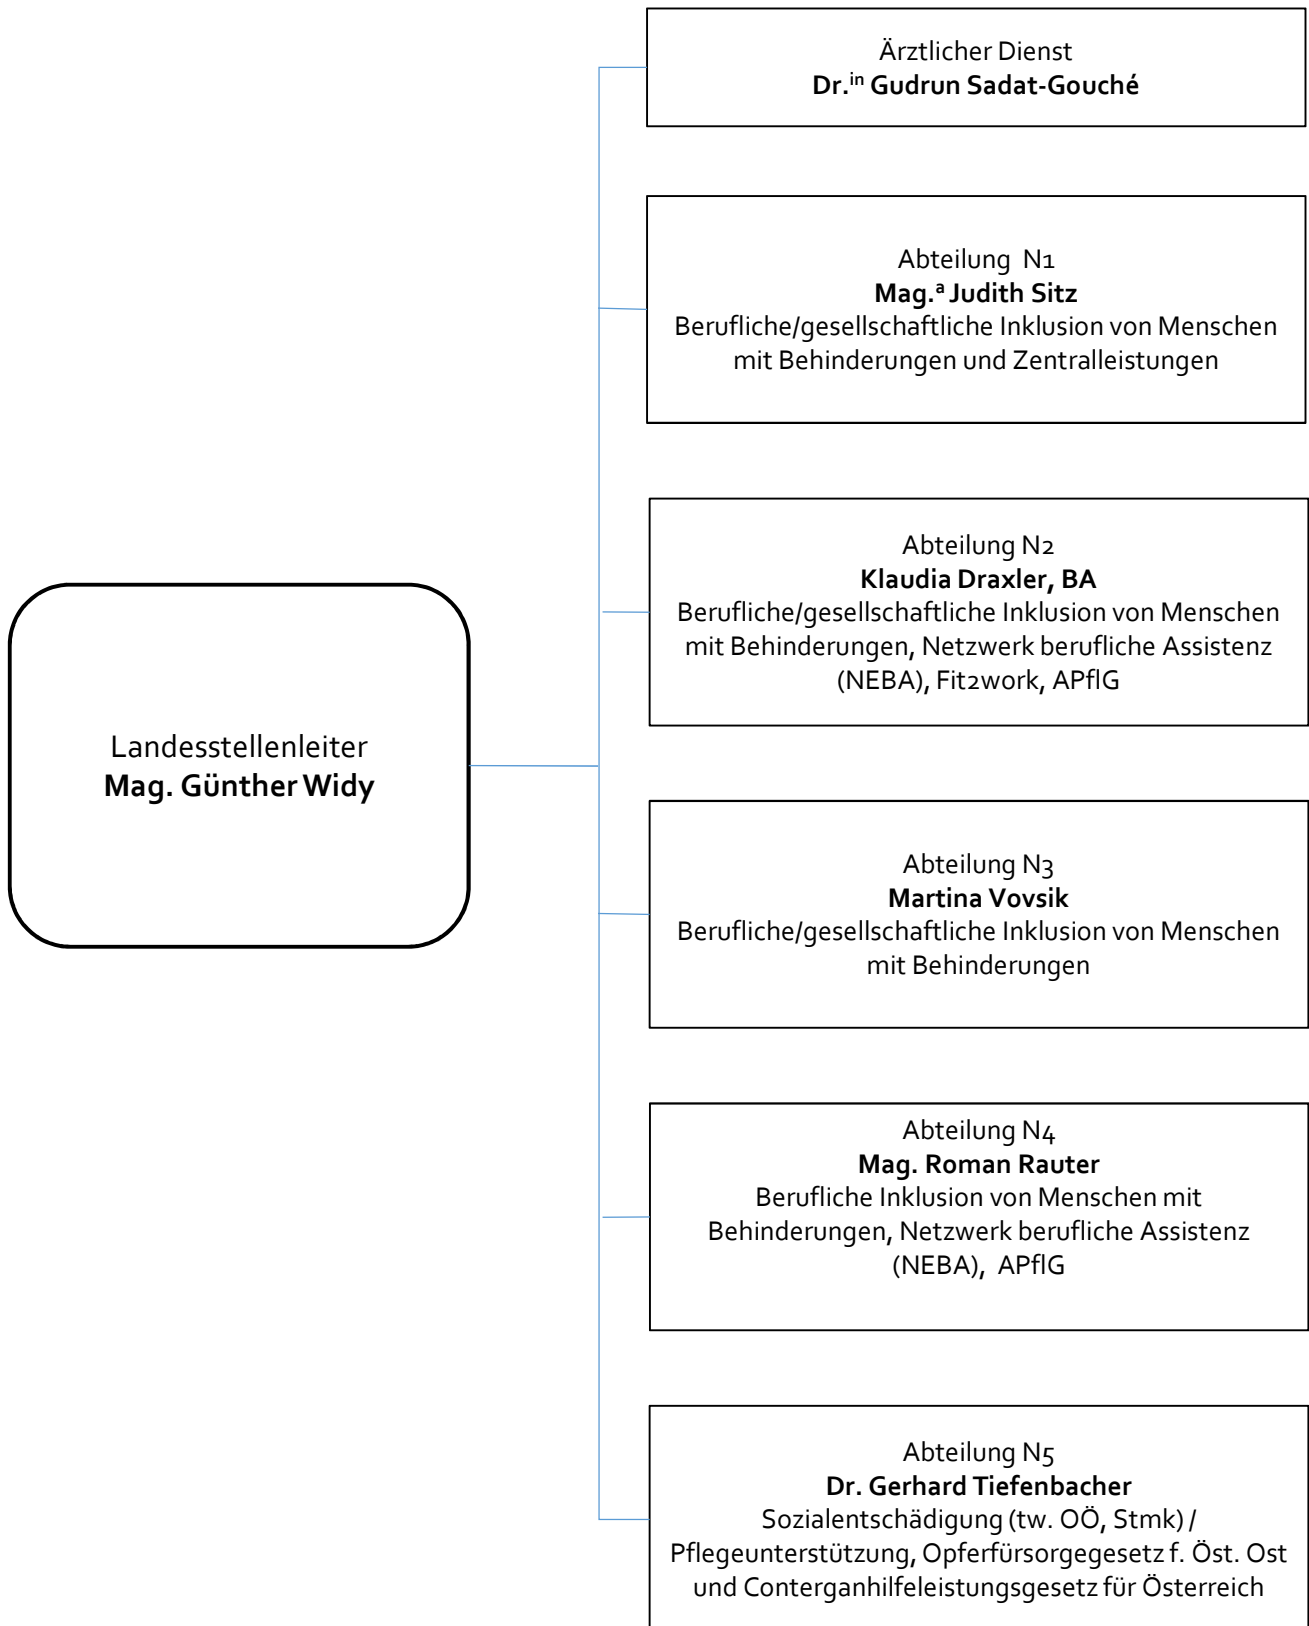 Ärztlicher Dienst
Dr.ⁱⁿ Gudrun Sadat-Gouché
Abteilung  N1
Mag.ª Judith Sitz
Berufliche/gesellschaftliche Inklusion von Menschen
mit Behinderungen und Zentralleistungen
Abteilung N2
Klaudia Draxler, BA
Berufliche/gesellschaftliche Inklusion von Menschen
mit Behinderungen, Netzwerk berufliche Assistenz
(NEBA), Fit2work, APflG
Landesstellenleiter
Mag. Günther Widy
Abteilung N3
Martina Vovsik
Berufliche/gesellschaftliche Inklusion von Menschen
mit Behinderungen
Abteilung N4
Mag. Roman Rauter
Berufliche Inklusion von Menschen mit
Behinderungen, Netzwerk berufliche Assistenz
(NEBA),  APflG
Abteilung N5
Dr. Gerhard Tiefenbacher
Sozialentschädigung (tw. OÖ, Stmk) /
Pflegeunterstützung, Opferfürsorgegesetz f. Öst. Ost
und Conterganhilfeleistungsgesetz für Österreich